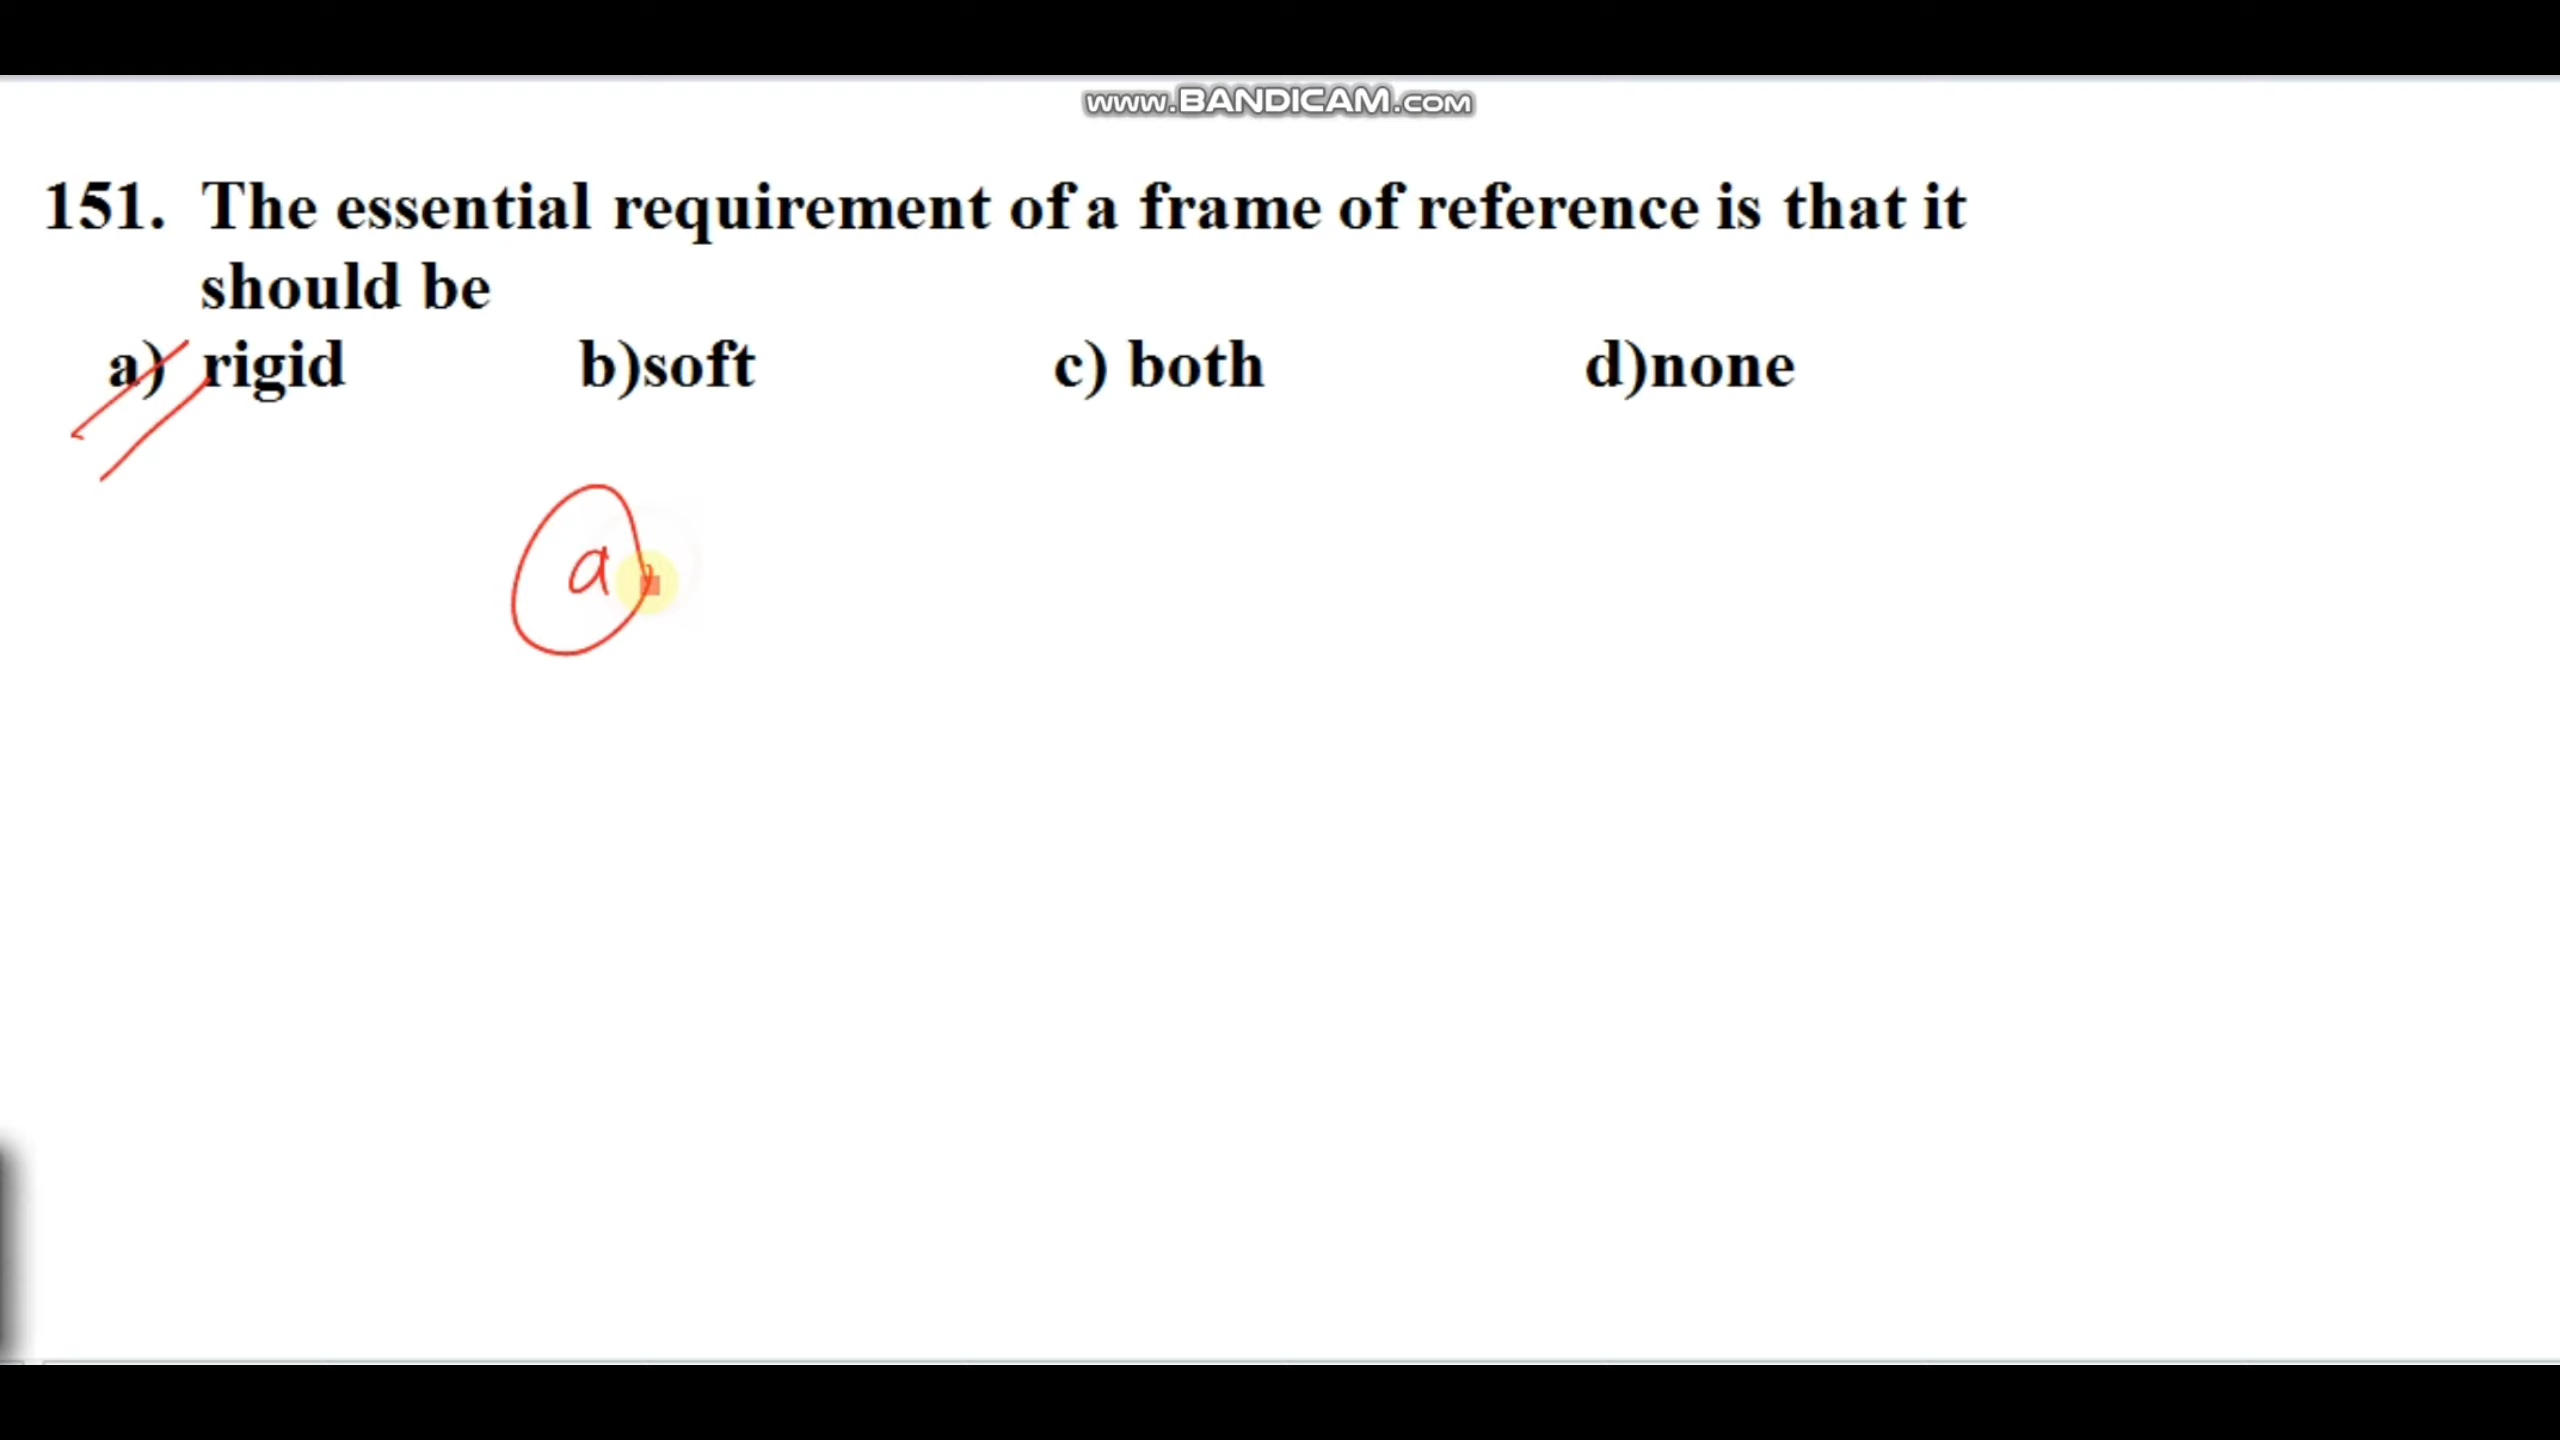 www.BANDICAM.com
151. The essential requirement of a frame of reference is that it
should be
a) rigid b)soft c) both d)none
a